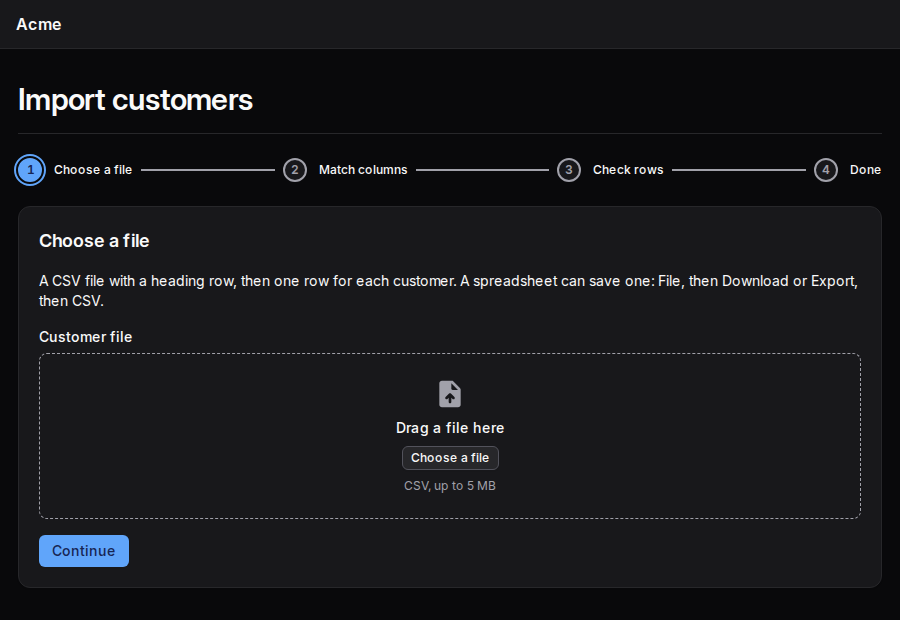 Acme
Import customers
1 Choose a file 2 Match columns 3 Check rows 4 Done
Choose a file
A CSV file with a heading row, then one row for each customer. A spreadsheet can save one: File, then Download or Export,
then CSV.
Customer file
Drag a file here
Choose a file
CSV, up to 5 MB
Continue